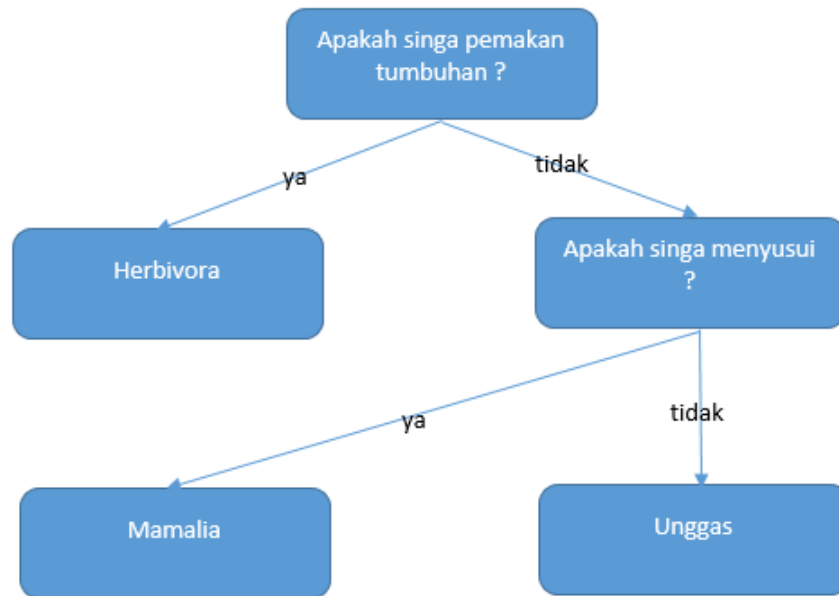 Apakah singa pemakan
tumbuhan ?
ya
tidak
Herbivora
Apakah singa menyusui
?
ya
tidak
Mamalia
Unggas